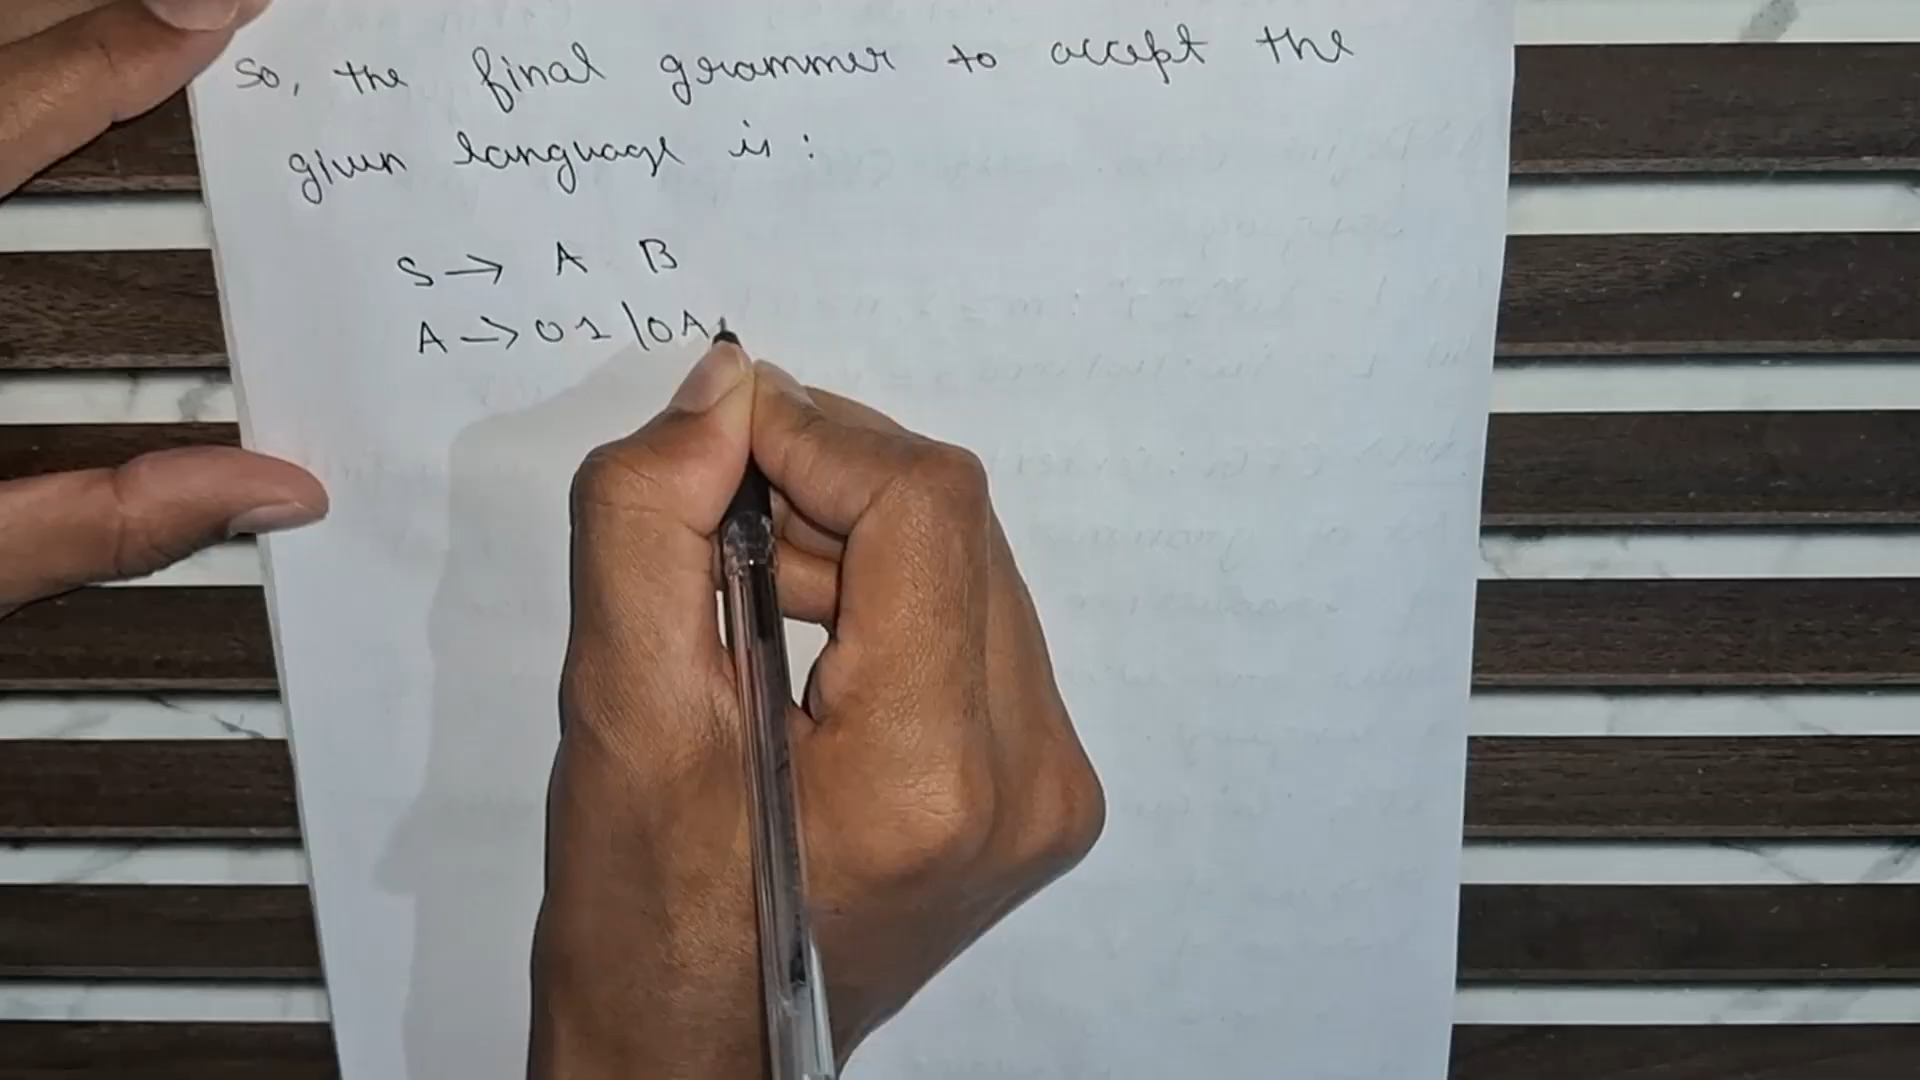 So, the final grammer to accept the
given language is :
S → A B
A → 0 1 | 0 A